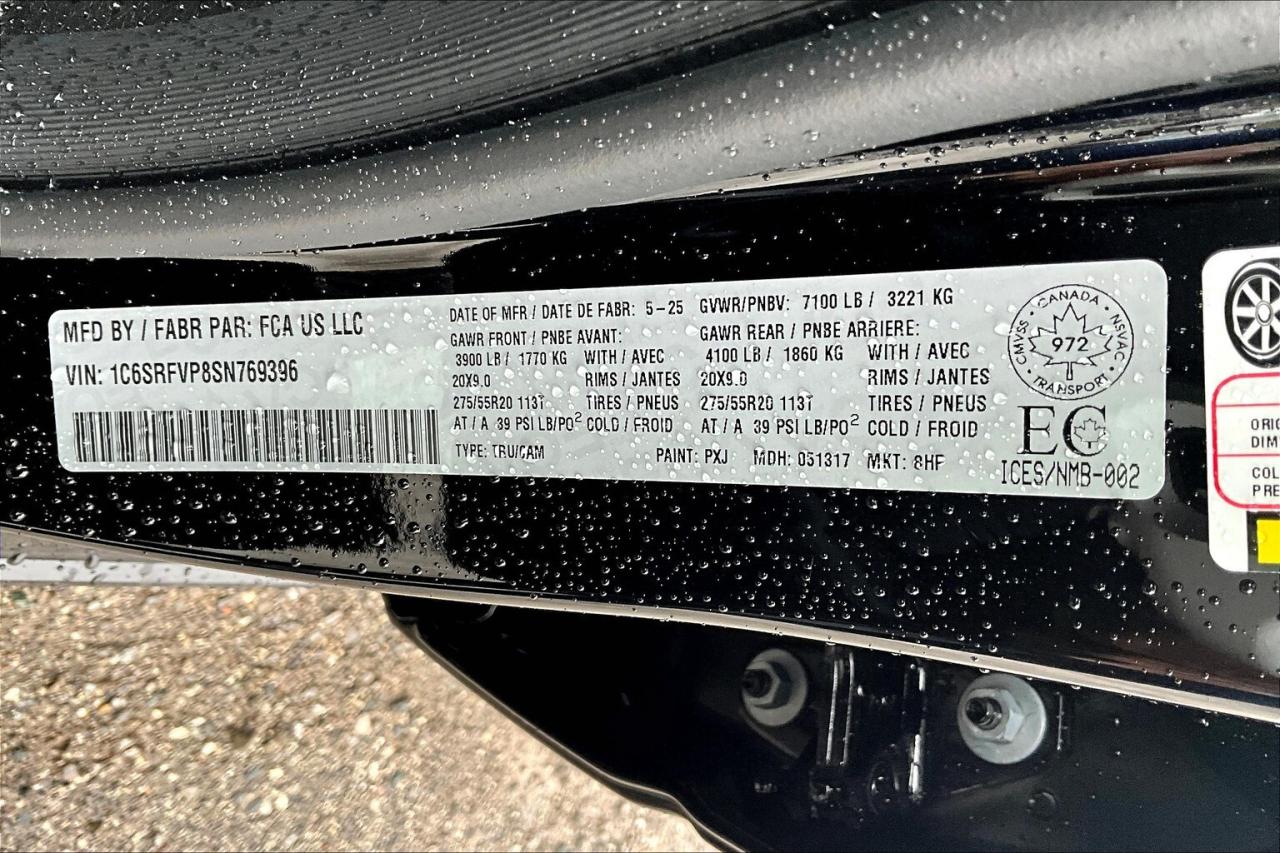 MFD BY / FABR PAR: FCA US LLC
VIN: 1C6SRFVP8SN769396
DATE OF MFR / DATE DE FABR: 5-25
GVWR/PNBV: 7100 LB / 3221 KG
GAWR FRONT / PNBE AVANT:
3900 LB / 1770 KG WITH / AVEC
20X9.0 RIMS / JANTES
275/55R20 113T TIRES / PNEUS
AT / A 39 PSI LB/PO² COLD / FROID
GAWR REAR / PNBE ARRIERE:
4100 LB / 1860 KG WITH / AVEC
20X9.0 RIMS / JANTES
275/55R20 113T TIRES / PNEUS
AT / A 39 PSI LB/PO² COLD / FROID
TYPE: TRU/CAM PAINT: PXJ MDH: 051317 MKT: 8HF
CANADA
CMVSS 972 NSVAC
TRANSPORT
EC
ICES/NMB-002
ORIG
DIM
COL
PRE